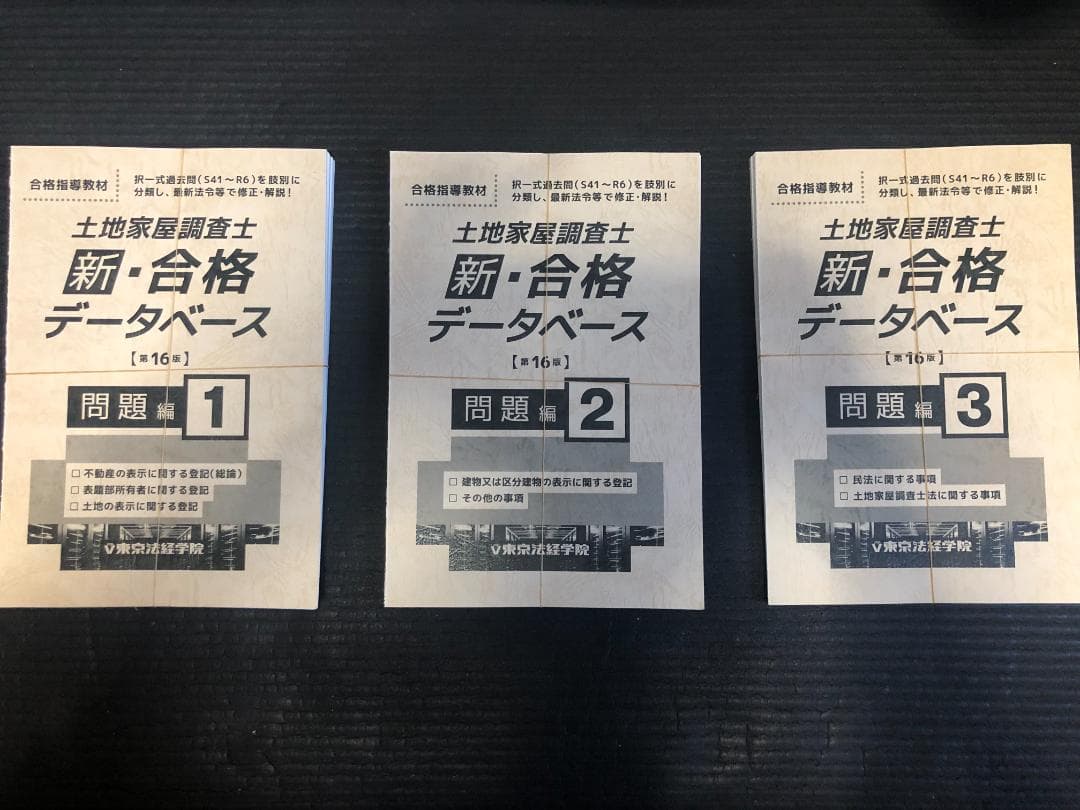 合格指導教材
択一式過去問(S41～R6)を肢別に
分類し、最新法令等で修正・解説!
土地家屋調査士
新・合格
データベース
【第16版】
問題編 1
□ 不動産の表示に関する登記(総論)
□ 表題部所有者に関する登記
□ 土地の表示に関する登記
東京法経学院
合格指導教材
択一式過去問(S41～R6)を肢別に
分類し、最新法令等で修正・解説!
土地家屋調査士
新・合格
データベース
【第16版】
問題編 2
□ 建物又は区分建物の表示に関する登記
□ その他の事項
東京法経学院
合格指導教材
択一式過去問(S41～R6)を肢別に
分類し、最新法令等で修正・解説!
土地家屋調査士
新・合格
データベース
【第16版】
問題編 3
□ 民法に関する事項
□ 土地家屋調査士法に関する事項
東京法経学院